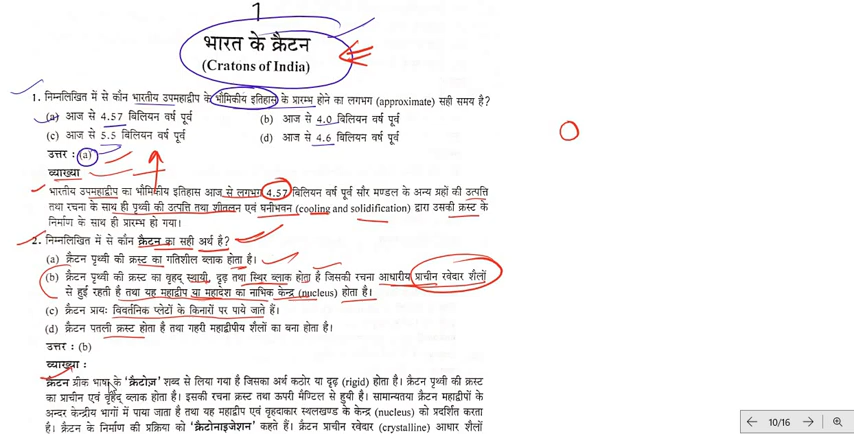 1
भारत के क्रैटन
(Cratons of India)
1. निम्नलिखित में से कौन भारतीय उपमहाद्वीप के भौमिकीय इतिहास के प्रारम्भ होने का लगभग (approximate) सही समय है?
(a) आज से 4.57 बिलियन वर्ष पूर्व (b) आज से 4.0 बिलियन वर्ष पूर्व
(c) आज से 5.5 बिलियन वर्ष पूर्व (d) आज से 4.6 बिलियन वर्ष पूर्व
उत्तर: (a)
व्याख्या
भारतीय उपमहाद्वीप का भौमिकीय इतिहास आज से लगभग 4.57 बिलियन वर्ष पूर्व सौर मण्डल के अन्य ग्रहों की उत्पत्ति
तथा रचना के साथ ही पृथ्वी की उत्पत्ति तथा शीतलन एवं घनीभवन (cooling and solidification) द्वारा उसकी क्रस्ट के
निर्माण के साथ ही प्रारम्भ हो गया।
2. निम्नलिखित में से कौन क्रैटन का सही अर्थ है?
(a) क्रैटन पृथ्वी की क्रस्ट का गतिशील ब्लाक होता है।
(b) क्रैटन पृथ्वी की क्रस्ट का वृहद् स्थायी, दृढ़ तथा स्थिर ब्लाक होता है जिसकी रचना आधारीय प्राचीन रवेदार शैलों
से हुई रहती है तथा यह महाद्वीप या महादेश का नाभिक केन्द्र (nucleus) होता है।
(c) क्रैटन प्रायः विवर्तनिक प्लेटों के किनारों पर पाये जाते हैं।
(d) क्रैटन पतली क्रस्ट होता है तथा गहरी महाद्वीपीय शैलों का बना होता है।
उत्तर: (b)
व्याख्या :
क्रैटन ग्रीक भाषा के 'क्रैटोज़' शब्द से लिया गया है जिसका अर्थ कठोर या दृढ़ (rigid) होता है। क्रैटन पृथ्वी की क्रस्ट
का प्राचीन एवं वृहद् ब्लाक होता है। इसकी रचना क्रस्ट तथा ऊपरी मैण्टिल से हुयी है। सामान्यतया क्रैटन महाद्वीपों के
अन्दर केन्द्रीय भागों में पाया जाता है तथा यह महाद्वीप एवं वृहदाकार स्थलखण्ड के केन्द्र (nucleus) को प्रदर्शित करता
है। क्रैटन के निर्माण की प्रक्रिया को 'क्रैटोनाइजेशन' कहते हैं। क्रैटन प्राचीन रवेदार (crystalline) आधार शैलों
10/16